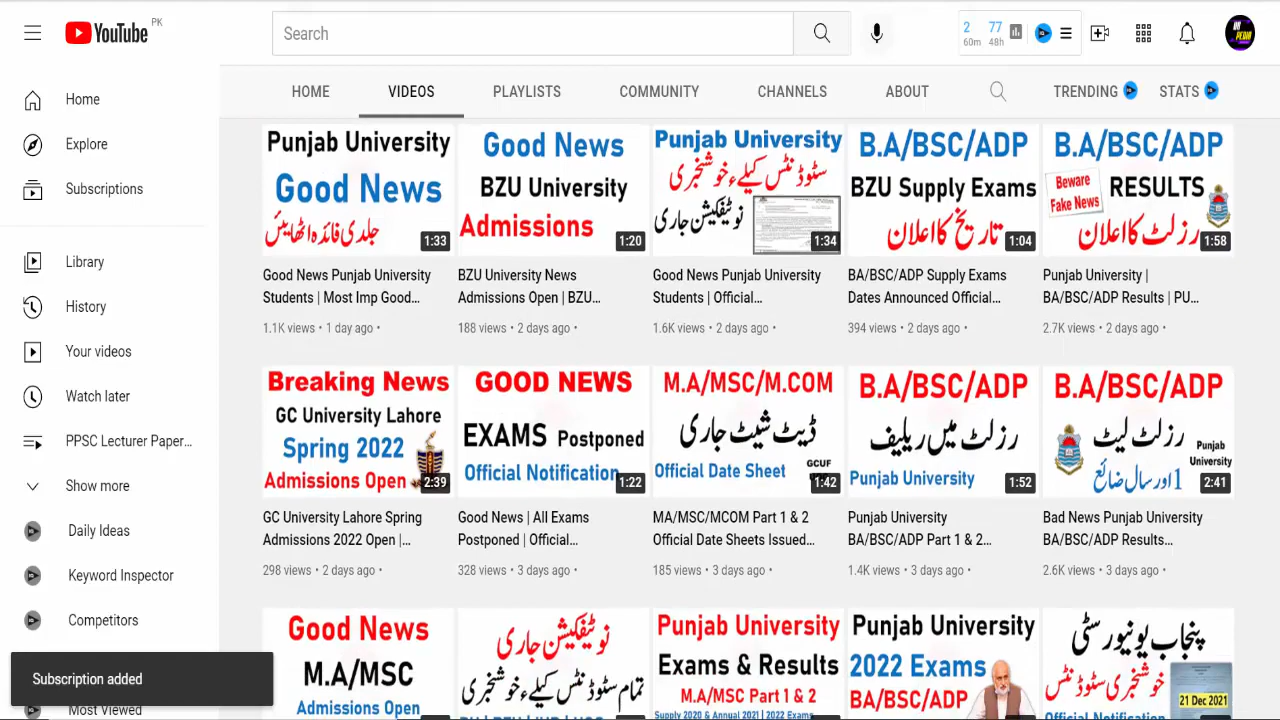 YouTube PK
Search
2 77
60m 48h
Home
Explore
Subscriptions
Library
History
Your videos
Watch later
PPSC Lecturer Paper...
Show more
Daily Ideas
Keyword Inspector
Competitors
Most Viewed
Subscription added
HOME VIDEOS PLAYLISTS COMMUNITY CHANNELS ABOUT TRENDING STATS
Punjab University
Good News
جلدی فائدہ اٹھایئں
1:33
Good News Punjab University
Students | Most Imp Good...
1.1K views • 1 day ago •
Good News
BZU University
Admissions
1:20
BZU University News
Admissions Open | BZU...
188 views • 2 days ago •
Punjab University
سٹوڈنٹس کیلۓ خوشخبری
نوٹیفکیشن جاری
1:34
Good News Punjab University
Students | Official...
1.6K views • 2 days ago •
B.A/BSC/ADP
BZU Supply Exams
تاریخ کا اعلان
1:04
BA/BSC/ADP Supply Exams
Dates Announced Official...
394 views • 2 days ago •
B.A/BSC/ADP
Beware
Fake News
RESULTS
رزلٹ کا اعلان
1:58
Punjab University |
BA/BSC/ADP Results | PU...
2.7K views • 2 days ago •
Breaking News
GC University Lahore
Spring 2022
Admissions Open
2:39
GC University Lahore Spring
Admissions 2022 Open |...
298 views • 2 days ago •
GOOD NEWS
EXAMS Postponed
Official Notification
1:22
Good News | All Exams
Postponed | Official...
328 views • 3 days ago •
M.A/MSC/M.COM
ڈیٹ شیٹ جاری
Official Date Sheet
GCUF
1:42
MA/MSC/MCOM Part 1 & 2
Official Date Sheets Issued...
185 views • 3 days ago •
B.A/BSC/ADP
رزلٹ میں ریلیف
Punjab University
1:52
Punjab University
BA/BSC/ADP Part 1 & 2...
1.4K views • 3 days ago •
B.A/BSC/ADP
رزلٹ لیٹ
Punjab
University
1 اور سال ضائع
2:41
Bad News Punjab University
BA/BSC/ADP Results...
2.6K views • 3 days ago •
Good News
M.A/MSC
Admissions Open
نوٹیفکیشن جاری
تمام سٹوڈنٹس کیلۓ خوشخبری
Punjab University
Exams & Results
M.A/MSC Part 1 & 2
Supply 2020 & Annual 2021 | 2022 Exams
Punjab University
2022 Exams
BA/BSC/ADP
پنجاب یونیورسٹی
خوشخبری سٹوڈنٹس
21 Dec 2021
Official Notification